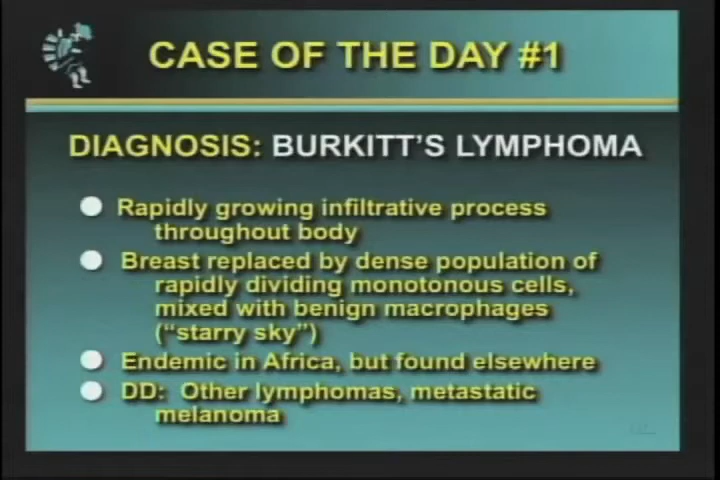 CASE OF THE DAY #1
DIAGNOSIS: BURKITT'S LYMPHOMA
Rapidly growing infiltrative process
throughout body
Breast replaced by dense population of
rapidly dividing monotonous cells,
mixed with benign macrophages
("starry sky")
Endemic in Africa, but found elsewhere
DD: Other lymphomas, metastatic
melanoma